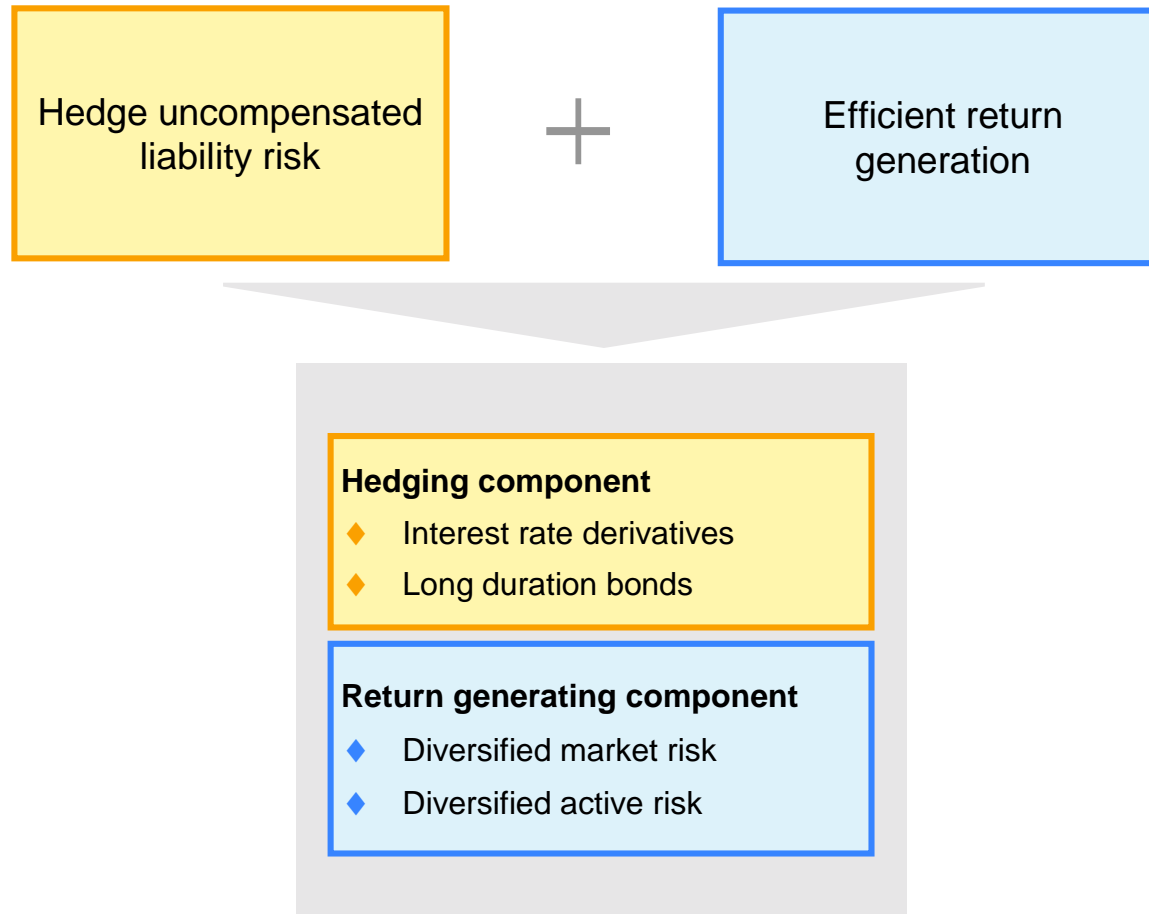 Hedge uncompensated
liability risk
+
Efficient return
generation
Hedging component
♦ Interest rate derivatives
♦ Long duration bonds
Return generating component
♦ Diversified market risk
♦ Diversified active risk